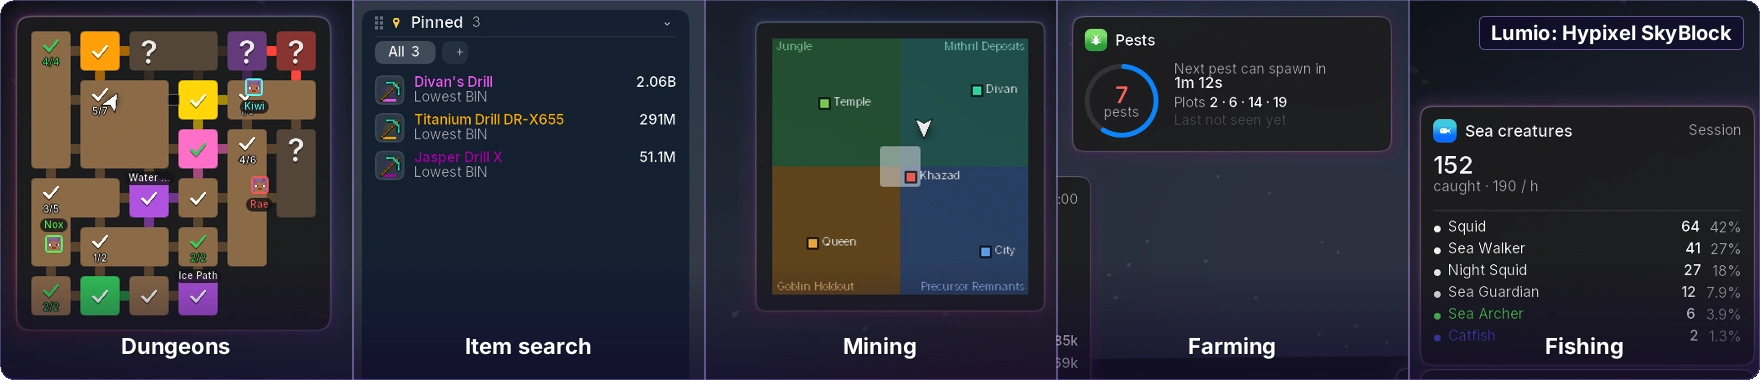 4/4
?
?
?
5/7
Kiwi
4/6
?
Water ...
3/5
Rae
Nox
1/2
2/2
Ice Path
2/2
Dungeons
Pinned 3
All 3 +
Divan's Drill 2.06B
Lowest BIN
Titanium Drill DR-X655 291M
Lowest BIN
Jasper Drill X 51.1M
Lowest BIN
Item search
Jungle Mithril Deposits
Temple Divan
Khazad
Queen City
Goblin Holdout Precursor Remnants
Mining
Pests
7
pests
Next pest can spawn in
1m 12s
Plots 2 · 6 · 14 · 19
Last not seen yet
:00
Farming
Lumio: Hypixel SkyBlock
Sea creatures Session
152
caught · 190 / h
Squid 64 42%
Sea Walker 41 27%
Night Squid 27 18%
Sea Guardian 12 7.9%
Sea Archer 6 3.9%
Catfish 2 1.3%
Fishing